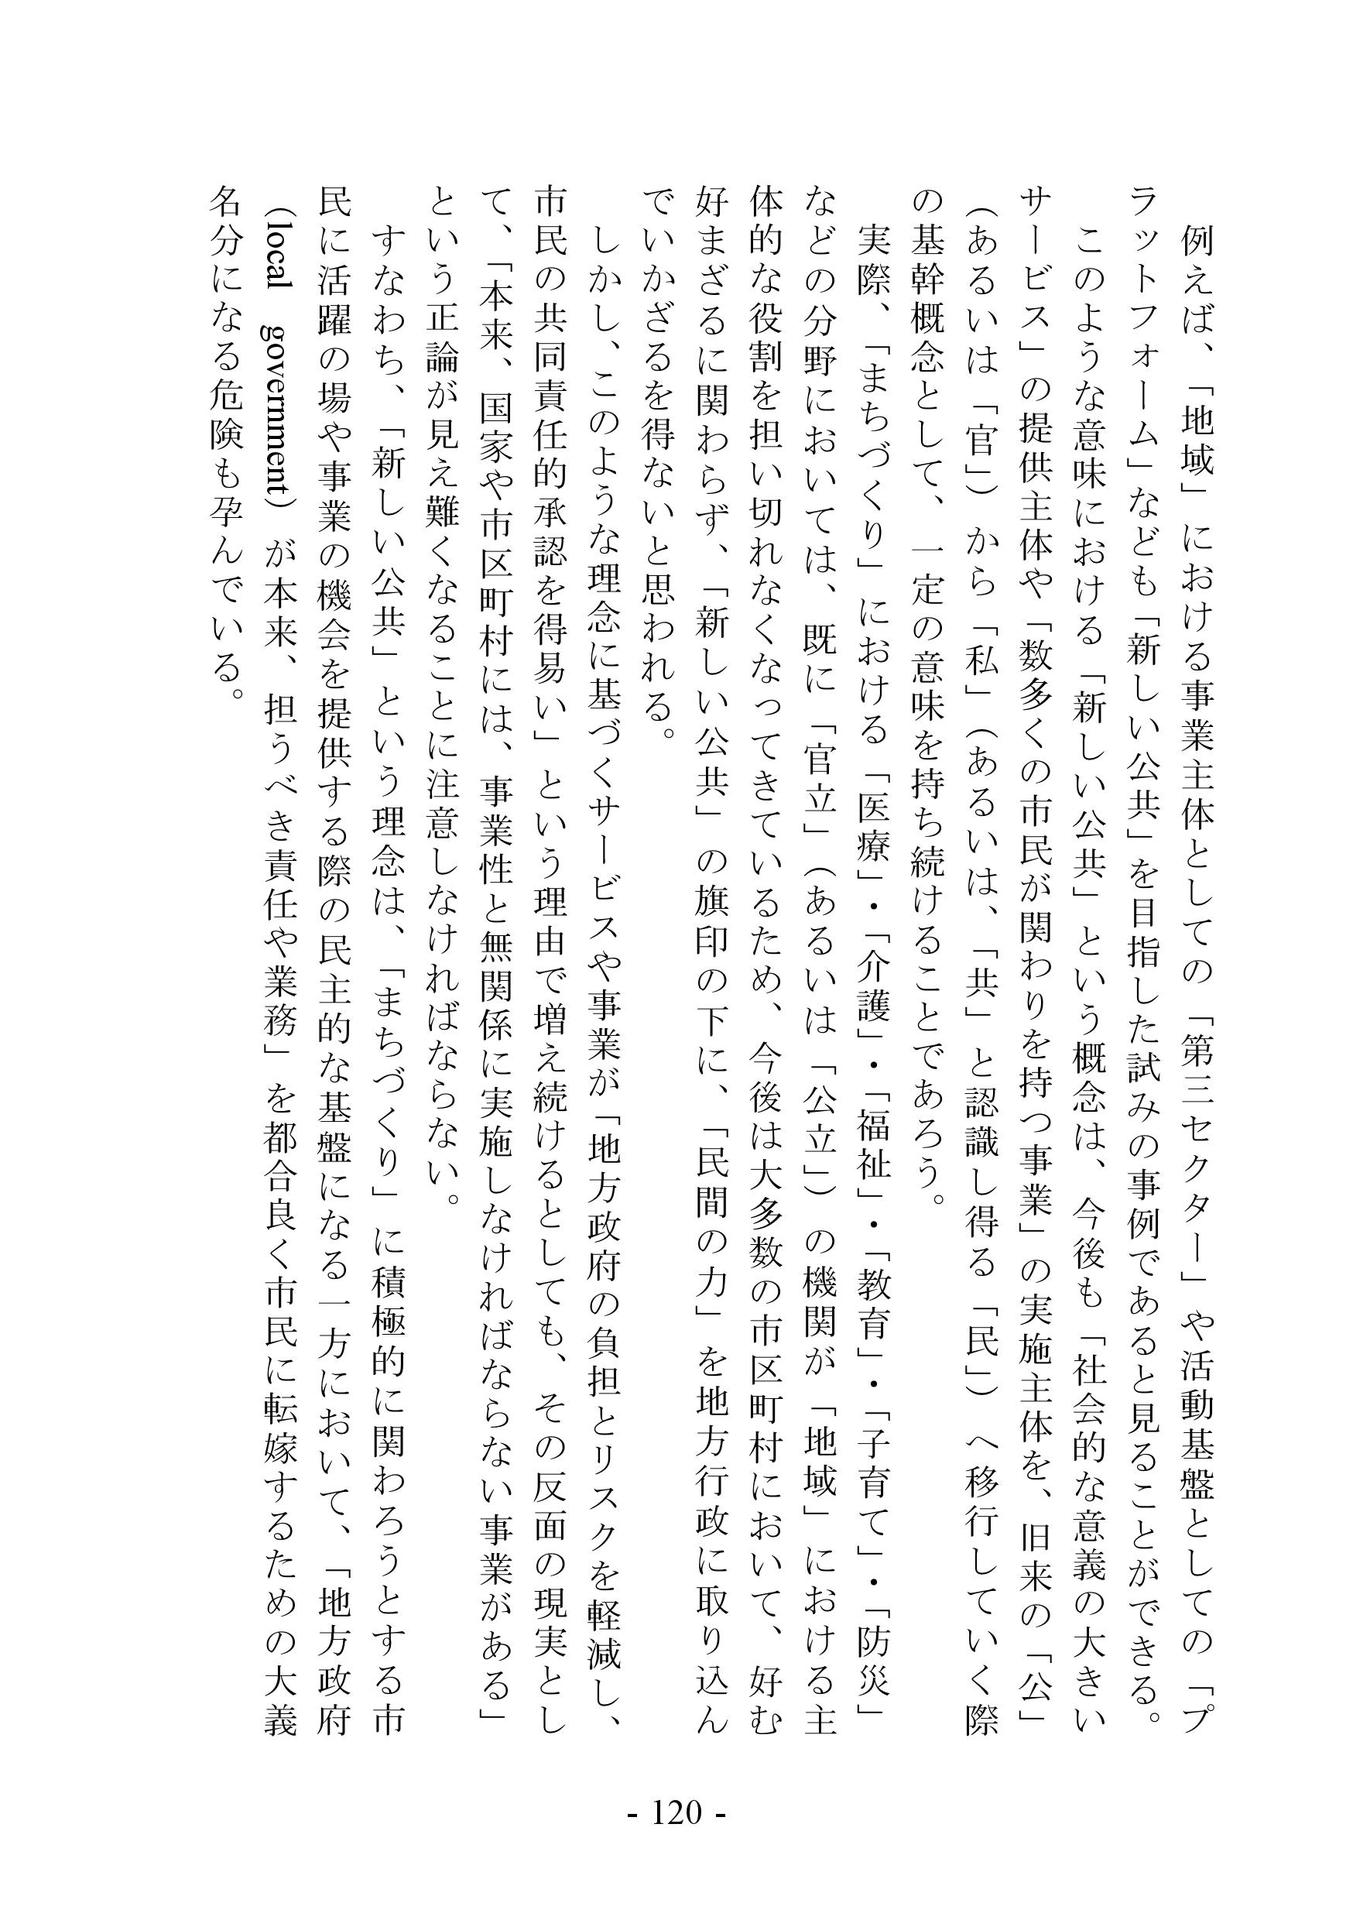 例えば、「地域」における事業主体としての「第三セクター」や活動基盤としての「プ
ラットフォーム」なども「新しい公共」を目指した試みの事例であると見ることができる。
このような意味における「新しい公共」という概念は、今後も「社会的な意義の大きい
サービス」の提供主体や「数多くの市民が関わりを持つ事業」の実施主体を、旧来の「公」
（あるいは「官」）から「私」（あるいは、「共」と認識し得る「民」）へ移行していく際
の基幹概念として、一定の意味を持ち続けることであろう。
実際、「まちづくり」における「医療」・「介護」・「福祉」・「教育」・「子育て」・「防災」
などの分野においては、既に「官立」（あるいは「公立」）の機関が「地域」における主
体的な役割を担い切れなくなってきているため、今後は大多数の市区町村において、好む
好まざるに関わらず、「新しい公共」の旗印の下に、「民間の力」を地方行政に取り込ん
でいかざるを得ないと思われる。
しかし、このような理念に基づくサービスや事業が「地方政府の負担とリスクを軽減し、
市民の共同責任的承認を得易い」という理由で増え続けるとしても、その反面の現実とし
て、「本来、国家や市区町村には、事業性と無関係に実施しなければならない事業がある」
という正論が見え難くなることに注意しなければならない。
すなわち、「新しい公共」という理念は、「まちづくり」に積極的に関わろうとする市
民に活躍の場や事業の機会を提供する際の民主的な基盤になる一方において、「地方政府
（local government）が本来、担うべき責任や業務」を都合良く市民に転嫁するための大義
名分になる危険も孕んでいる。
- 120 -